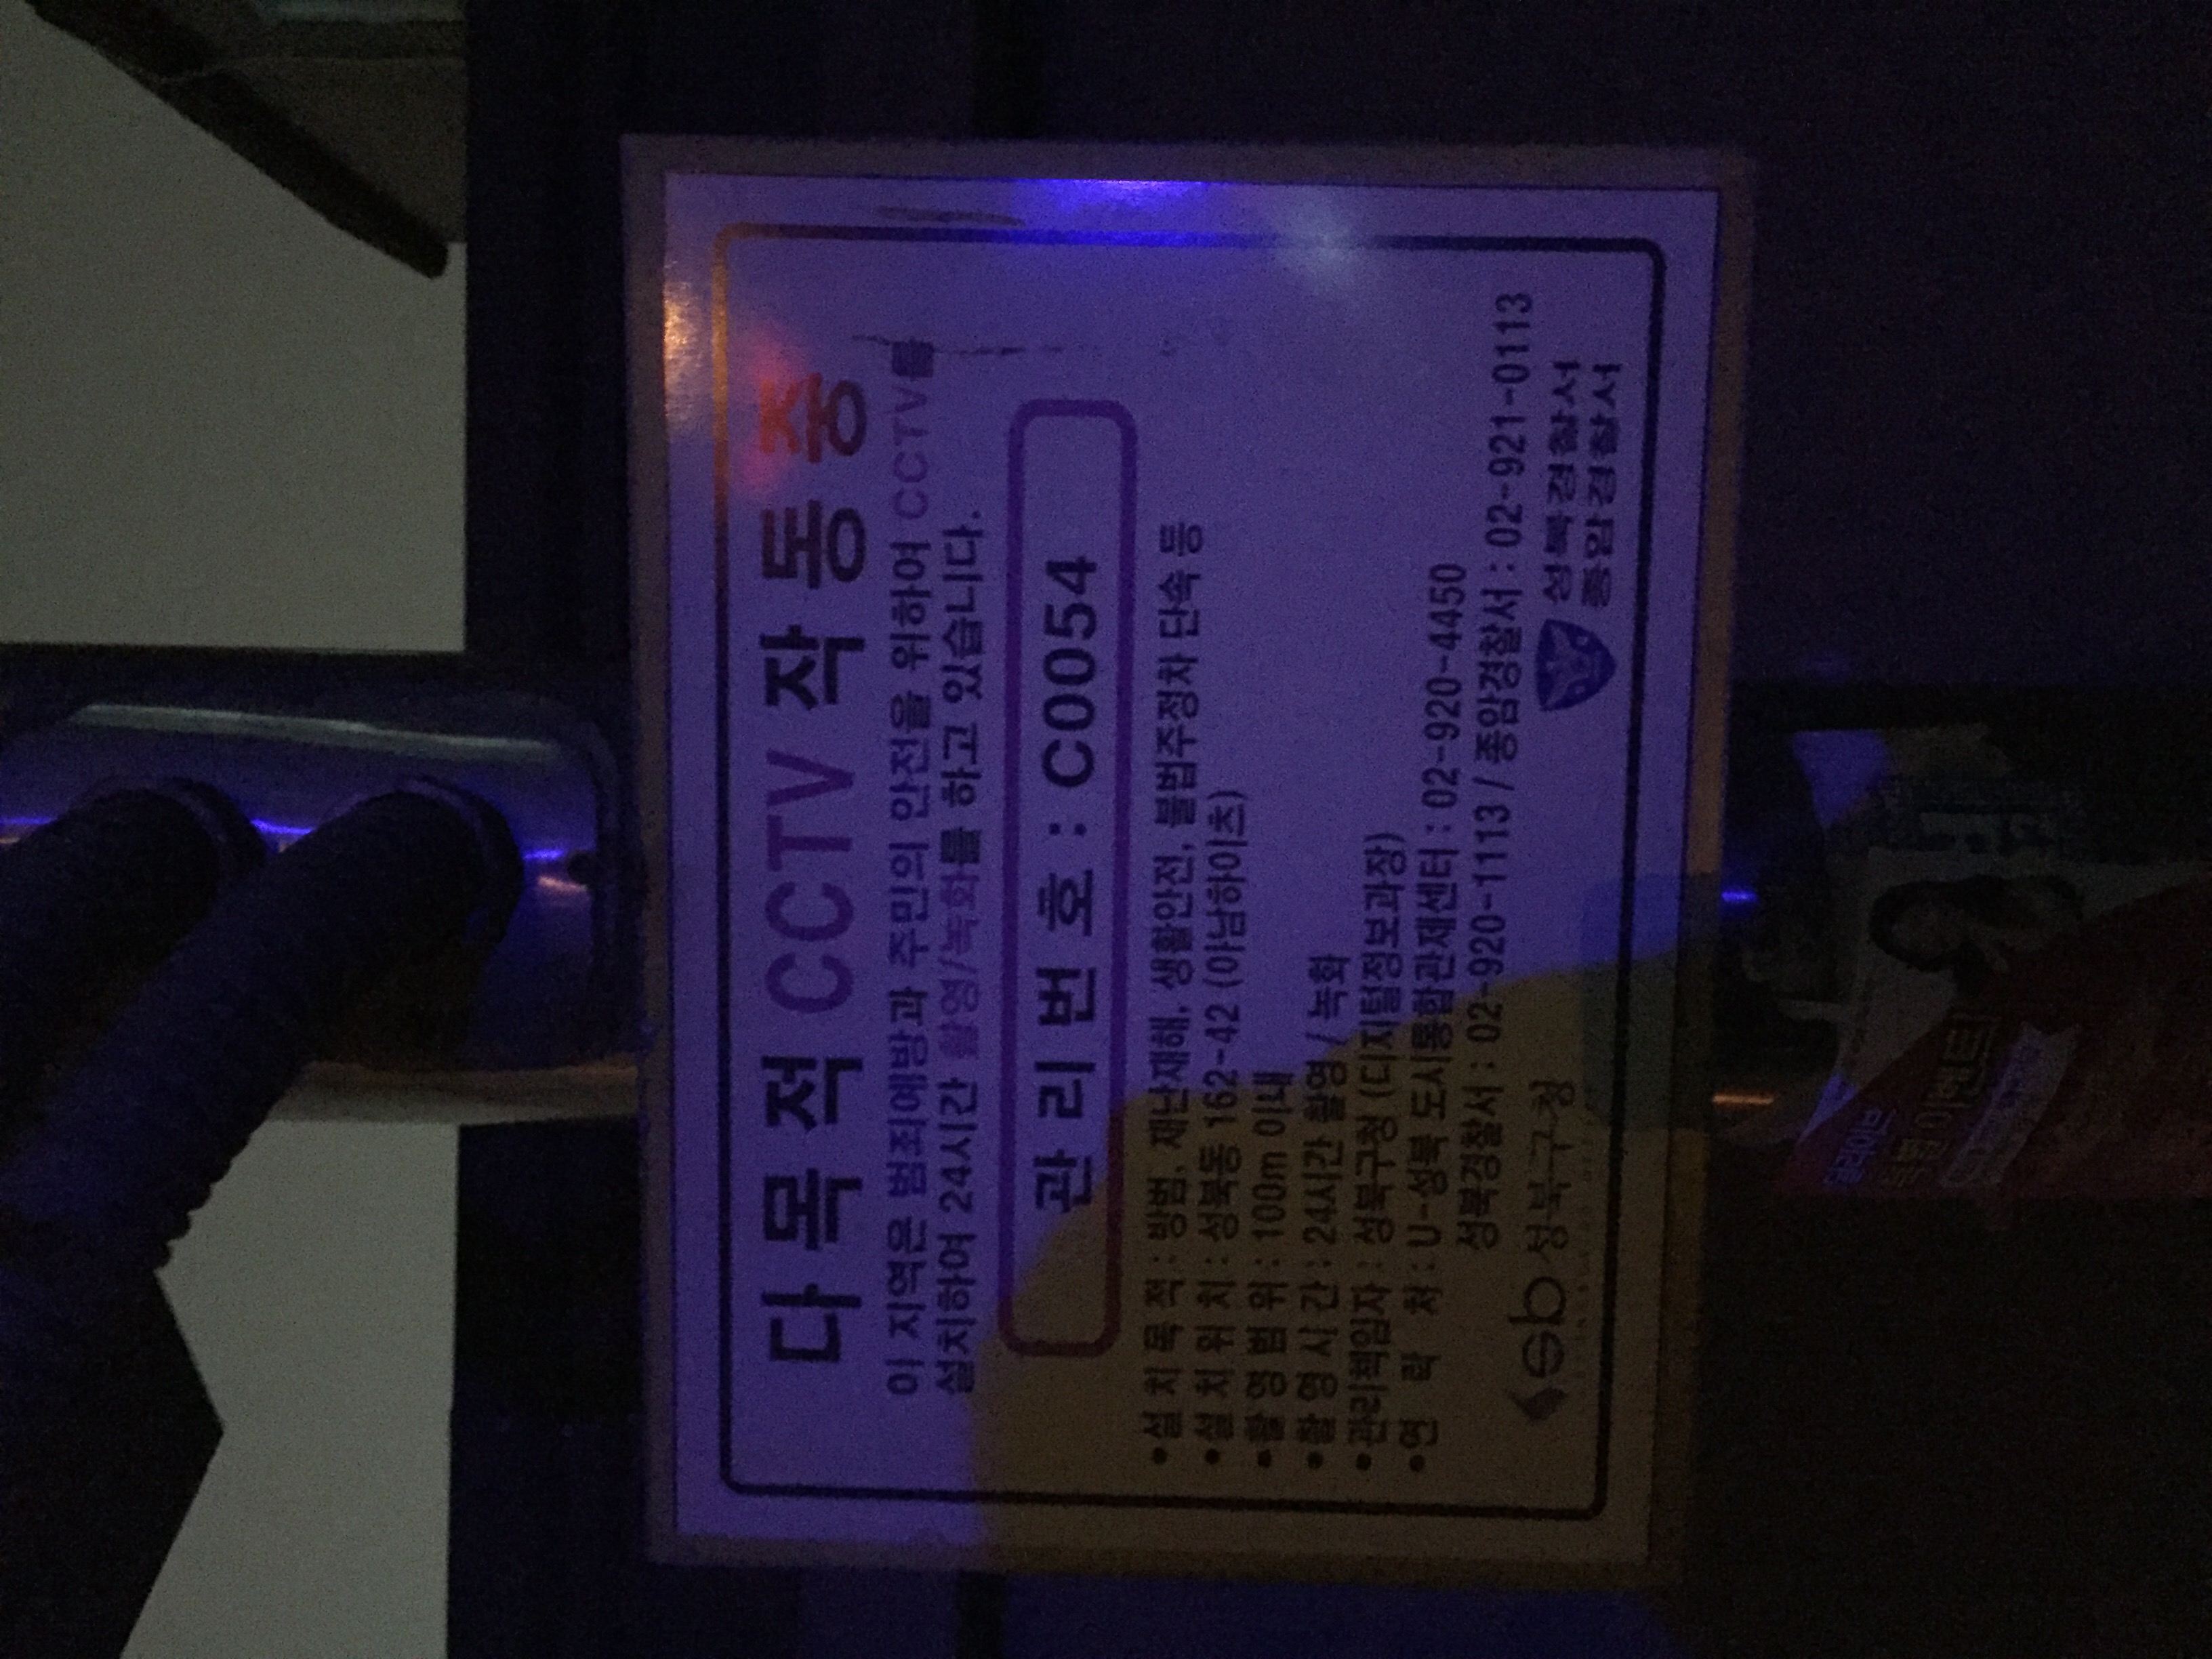 다목적 CCTV 작동중
이 지역은 범죄예방과 주민의 안전을 위하여 CCTV를
설치하여 24시간 촬영/녹화를 하고 있습니다.
관리번호 : C0054
• 설치목적 : 방범, 재난재해, 생활안전, 불법주정차 단속 등
• 설치위치 : 성북동 162-42 (아남하이츠)
• 촬영범위 : 100m 이내
• 촬영시간 : 24시간 촬영 / 녹화
• 관리책임자 : 성북구청 (디지털정보과장)
• 연락처 : U-성북 도시통합관제센터 : 02-920-4450
성북경찰서 : 02-920-1113 / 종암경찰서 : 02-921-0113
sb 성북구청
성북경찰서
종암경찰서
이벤트